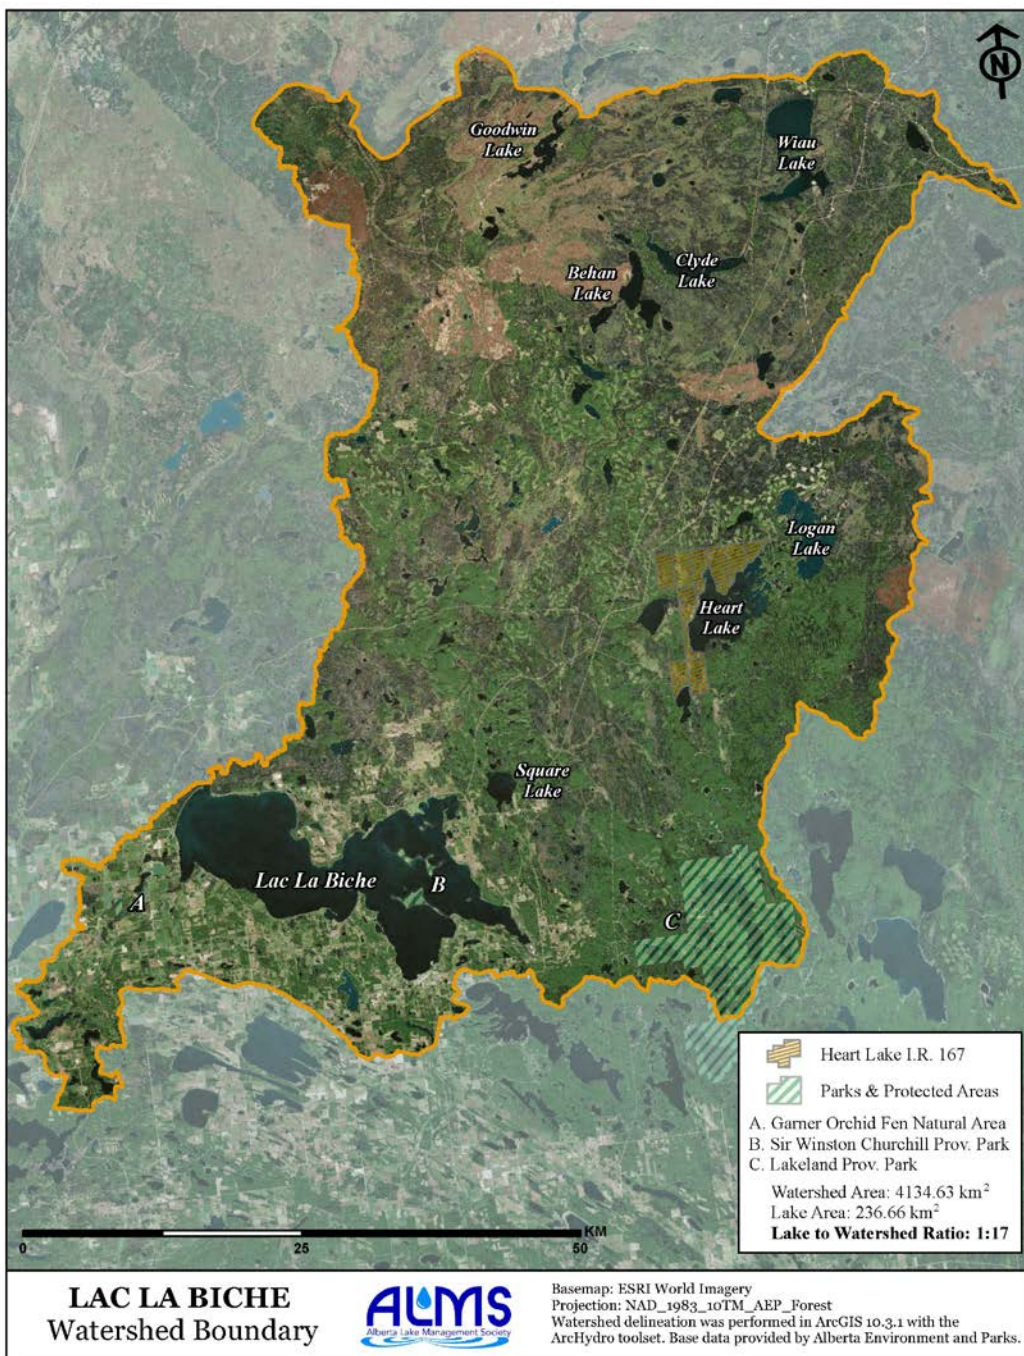 N
Goodwin
Lake
Wiau
Lake
Clyde
Lake
Behan
Lake
Logan
Lake
Heart
Lake
Square
Lake
Lac La Biche
A
B
C
Heart Lake I.R. 167
Parks & Protected Areas
A. Garner Orchid Fen Natural Area
B. Sir Winston Churchill Prov. Park
C. Lakeland Prov. Park
Watershed Area: 4134.63 km²
Lake Area: 236.66 km²
Lake to Watershed Ratio: 1:17
KM
0 25 50
LAC LA BICHE
Watershed Boundary
ALMS
Alberta Lake Management Society
Basemap: ESRI World Imagery
Projection: NAD_1983_10TM_AEP_Forest
Watershed delineation was performed in ArcGIS 10.3.1 with the
ArcHydro toolset. Base data provided by Alberta Environment and Parks.